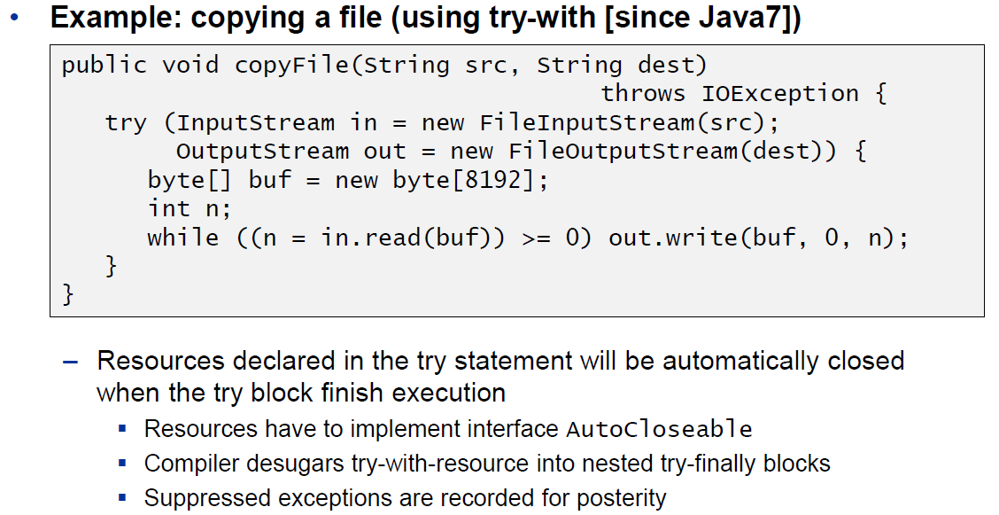 • Example: copying a file (using try-with [since Java7])
public void copyFile(String src, String dest)
throws IOException {
try (InputStream in = new FileInputStream(src);
OutputStream out = new FileOutputStream(dest)) {
byte[] buf = new byte[8192];
int n;
while ((n = in.read(buf)) >= 0) out.write(buf, 0, n);
}
}
– Resources declared in the try statement will be automatically closed
when the try block finish execution
▪ Resources have to implement interface AutoCloseable
▪ Compiler desugars try-with-resource into nested try-finally blocks
▪ Suppressed exceptions are recorded for posterity